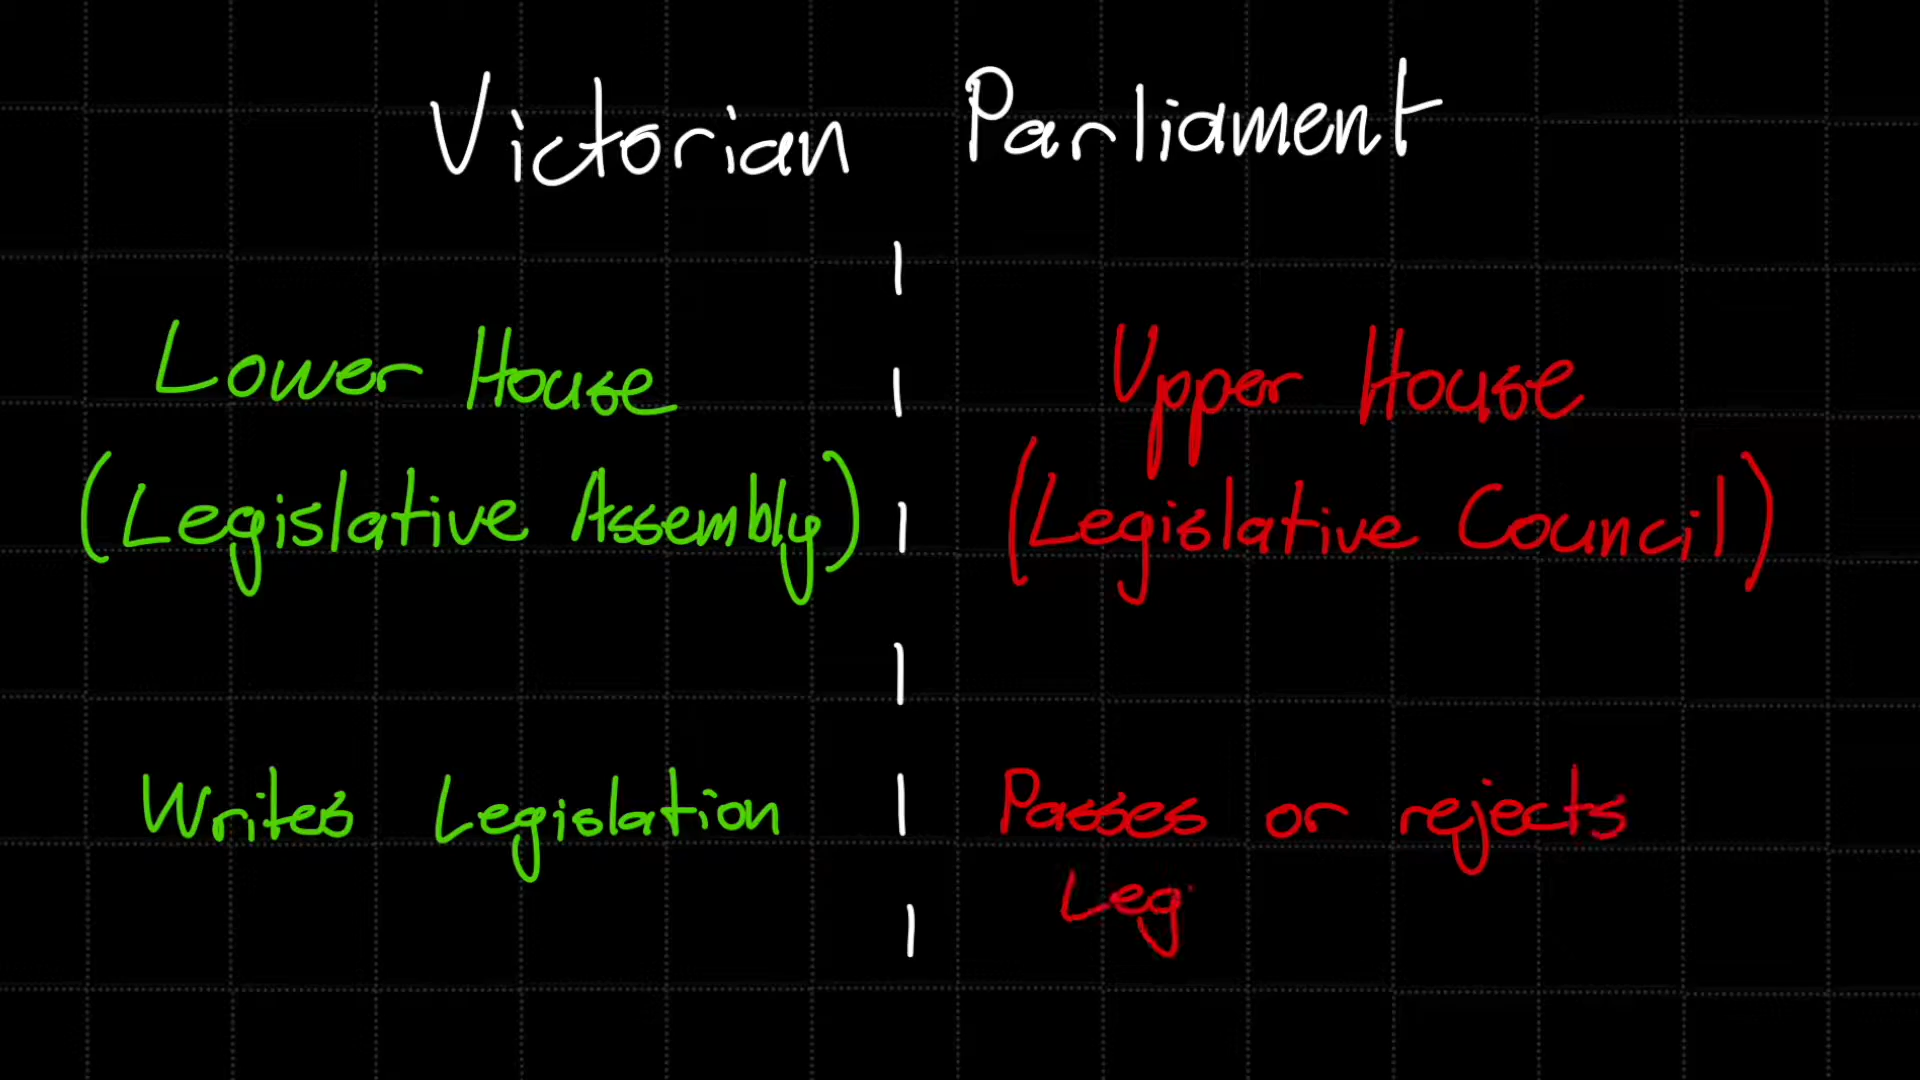 Victorian Parliament
Lower House
(Legislative Assembly)
Writes Legislation
Upper House
(Legislative Council)
Passes or rejects
Leg